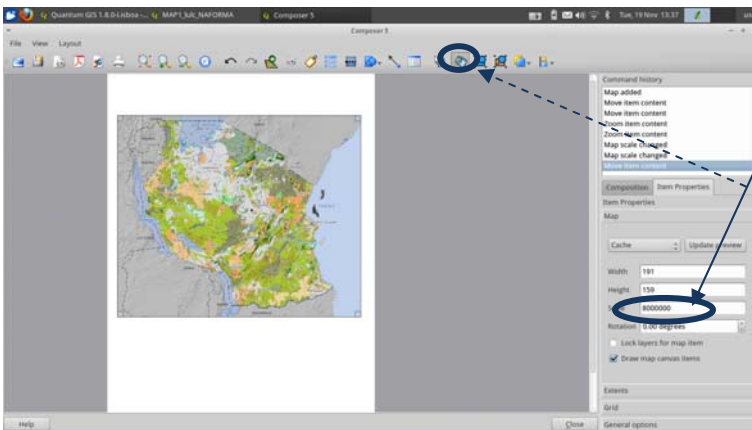 Quantum GIS 1.8.0-Lisboa -... MAP1_lulc_NAFORMA Composer 5 Tue, 19 Nov 13:37
Composer 5
File View Layout
Command history
Map added
Move item content
Move item content
Zoom item content
Zoom item content
Map scale changed
Map scale changed
Move item content
Composition Item Properties
Item Properties
Map
Cache Update preview
Width 191
Height 159
8000000
Rotation 0.00 degrees
Lock layers for map item
Draw map canvas items
Extents
Grid
General options
Help Close